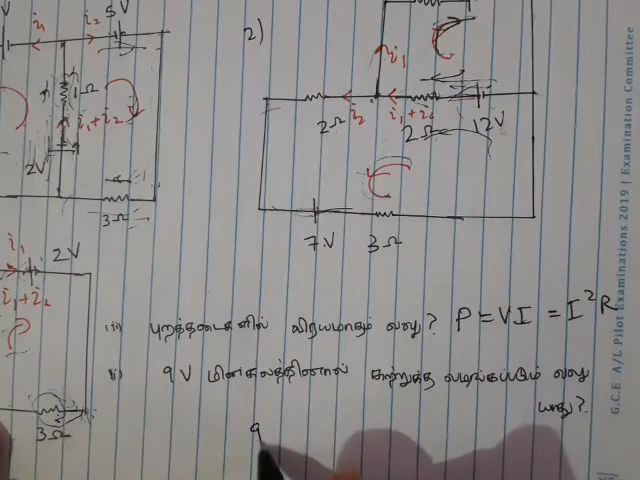 5V
i₁
i₂
1Ω
i₁+i₂
2V
3Ω
i₁
2V
i₁+i₂
3Ω
2)
i₁
i₂
i₁+i₂
2Ω
2Ω
12V
7V
3Ω
iii) புறத்தடைகளில் விரயமாகும் வலு? P = VI = I²R
9V மின்கலத்தினால் சுற்றுக்கு வழங்கப்படும் வலு
யாது?
9
G.C.E A/L Pilot Examinations 2019 | Examination Committee